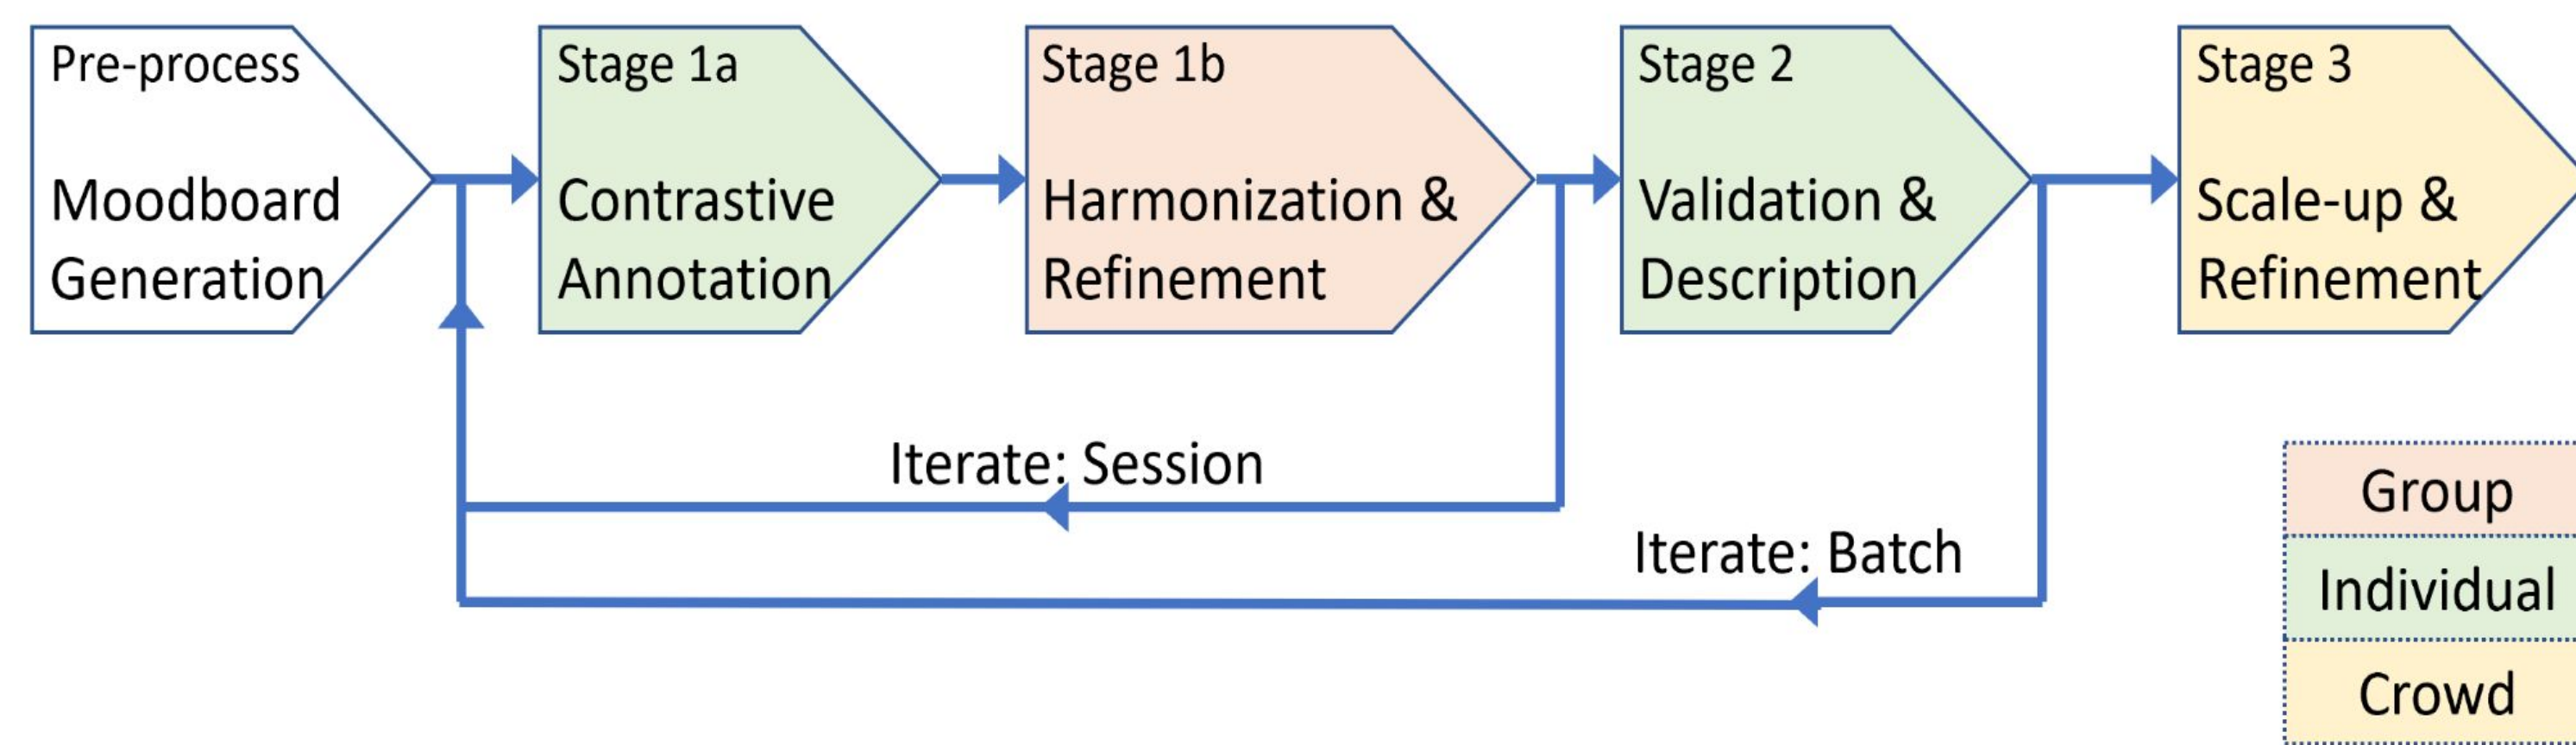 Pre-process
Moodboard
Generation
Stage 1a
Contrastive
Annotation
Stage 1b
Harmonization &
Refinement
Stage 2
Validation &
Description
Stage 3
Scale-up &
Refinement
Iterate: Session
Iterate: Batch
Group
Individual
Crowd